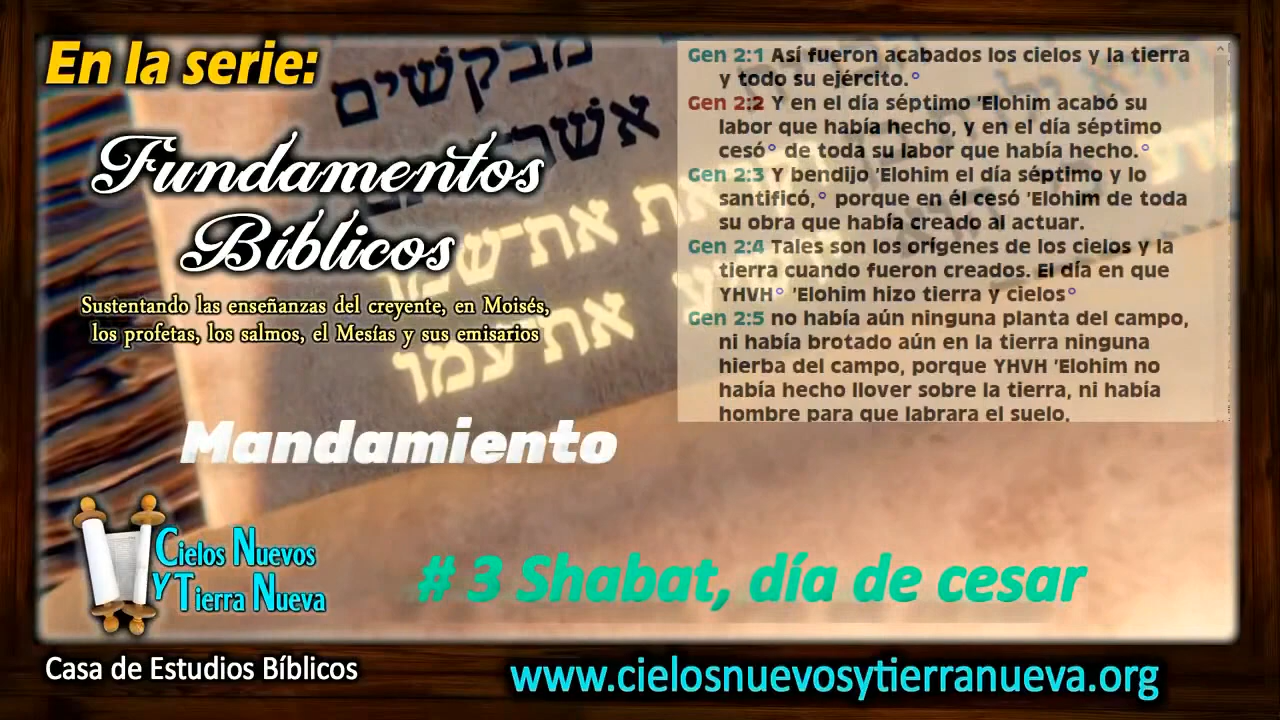 En la serie:
Fundamentos
Bíblicos
Sustentando las enseñanzas del creyente, en Moisés,
los profetas, los salmos, el Mesías y sus emisarios
מבקשים
אשר
את־עמו
Gen 2:1 Así fueron acabados los cielos y la tierra
y todo su ejército.°
Gen 2:2 Y en el día séptimo 'Elohim acabó su
labor que había hecho, y en el día séptimo
cesó° de toda su labor que había hecho.°
Gen 2:3 Y bendijo 'Elohim el día séptimo y lo
santificó,° porque en él cesó 'Elohim de toda
su obra que había creado al actuar.
Gen 2:4 Tales son los orígenes de los cielos y la
tierra cuando fueron creados. El día en que
YHVH° 'Elohim hizo tierra y cielos°
Gen 2:5 no había aún ninguna planta del campo,
ni había brotado aún en la tierra ninguna
hierba del campo, porque YHVH 'Elohim no
había hecho llover sobre la tierra, ni había
hombre para que labrara el suelo,
Mandamiento
# 3 Shabat, día de cesar
Cielos Nuevos
Y Tierra Nueva
Casa de Estudios Bíblicos
www.cielosnuevosytierranueva.org